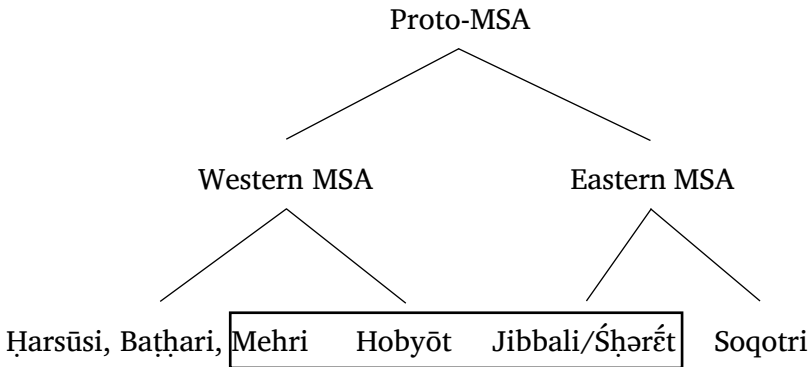 Proto-MSA
Western MSA Eastern MSA
Ḥarsūsi, Baṭḥari, Mehri Hobyōt Jibbali/Śḥərɛ̄́t Soqotri